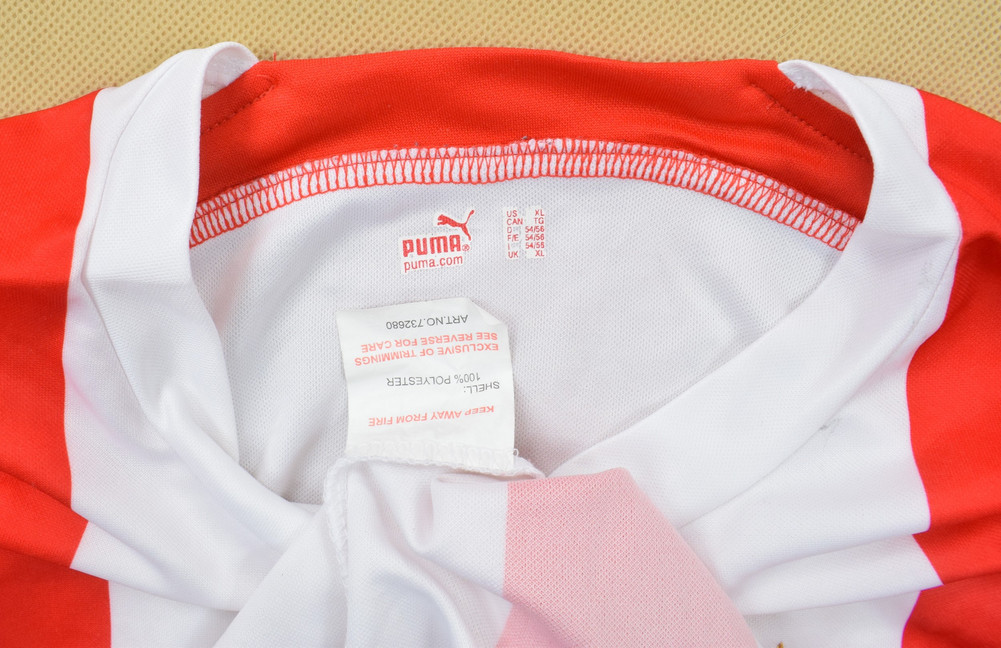 PUMA®
puma.com
US XL
CAN TG
D 54/56
F/E 54/56
I 54/56
UK XL
KEEP AWAY FROM FIRE
SHELL:
100% POLYESTER
EXCLUSIVE OF TRIMMINGS
SEE REVERSE FOR CARE
ART.NO.732680